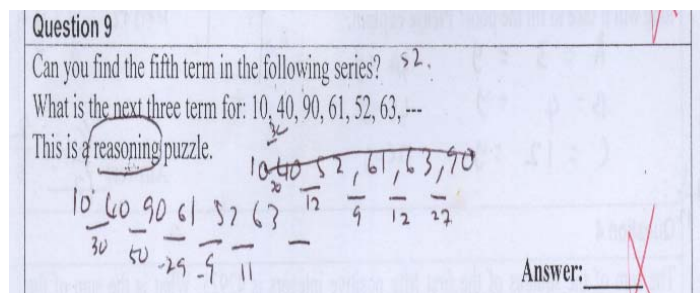 Question 9
Can you find the fifth term in the following series? 52.
What is the next three term for: 10, 40, 90, 61, 52, 63, ---
This is a reasoning puzzle.
30
10 40 52, 61, 63, 90
30 12 9 12 27
10 40 90 61 52 63
30 50 -29 -9 11
Answer: